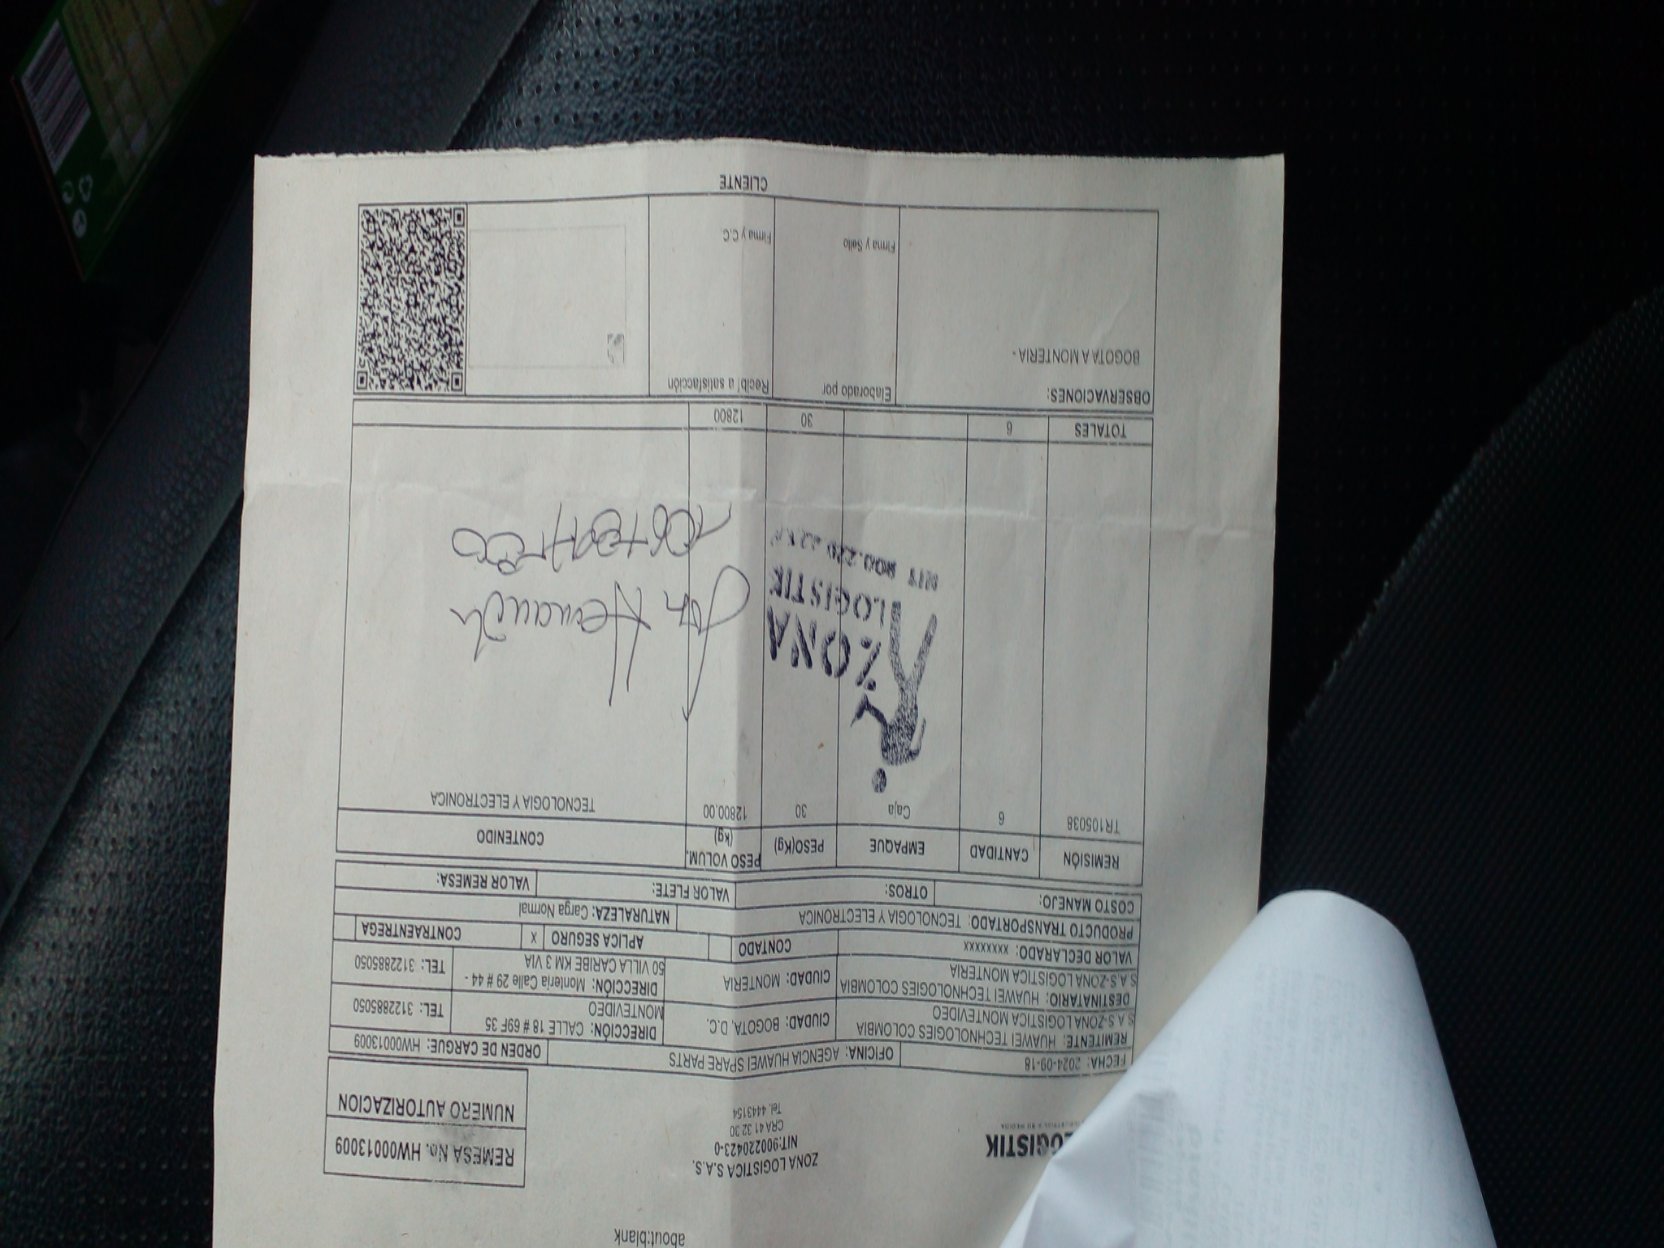 about:blank
LOGISTIK
ZONA LOGISTICA S.A.S.
NIT:900220423-0
CRA 41 32 30
Tel. 4443154
REMESA No. HW000013009
NUMERO AUTORIZACION
FECHA: 2024-09-18
OFICINA: AGENCIA HUAWEI SPARE PARTS
ORDEN DE CARGUE: HW00013009
REMITENTE: HUAWEI TECHNOLOGIES COLOMBIA
S.A.S-ZONA LOGISTICA MONTEVIDEO
CIUDAD: BOGOTA, D.C.
DIRECCIÓN: CALLE 18 # 69F 35
MONTEVIDEO
TEL: 3122885050
DESTINATARIO: HUAWEI TECHNOLOGIES COLOMBIA
S.A.S-ZONA LOGISTICA MONTERIA
CIUDAD: MONTERIA
DIRECCIÓN: Monteria Calle 29 # 44 -
50 VILLA CARIBE KM 3 VIA
TEL: 3122885050
VALOR DECLARADO: xxxxxxxx
CONTADO
APLICA SEGURO x
CONTRAENTREGA
PRODUCTO TRANSPORTADO: TECNOLOGIA Y ELECTRONICA
NATURALEZA: Carga Normal
COSTO MANEJO:
OTROS:
VALOR FLETE:
VALOR REMESA:
REMISIÓN CANTIDAD EMPAQUE PESO(Kg) PESO VOLUM. (kg) CONTENIDO
TR105038 6 Caja 30 12800.00 TECNOLOGIA Y ELECTRONICA
ZONA
LOGISTIK
TOTALES 6 30 12800
OBSERVACIONES:
BOGOTA A MONTERIA -
Elaborado por
Firma y Sello
Recib´ a satisfacción
Firma y C.C
CLIENTE